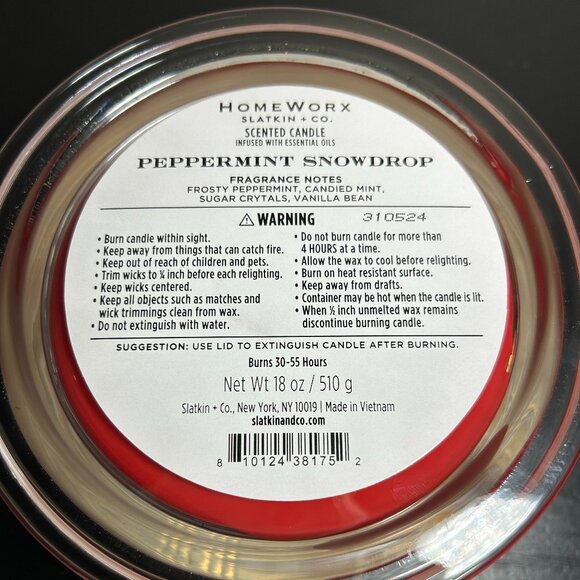 HOMEWORX
SLATKIN + CO.
SCENTED CANDLE
INFUSED WITH ESSENTIAL OILS
PEPPERMINT SNOWDROP
FRAGRANCE NOTES
FROSTY PEPPERMINT, CANDIED MINT,
SUGAR CRYTALS, VANILLA BEAN
⚠ WARNING 310524
• Burn candle within sight.
• Keep away from things that can catch fire.
• Keep out of reach of children and pets.
• Trim wicks to ¼ inch before each relighting.
• Keep wicks centered.
• Keep all objects such as matches and
wick trimmings clean from wax.
• Do not extinguish with water.
• Do not burn candle for more than
4 HOURS at a time.
• Allow the wax to cool before relighting.
• Burn on heat resistant surface.
• Keep away from drafts.
• Container may be hot when the candle is lit.
• When ½ inch unmelted wax remains
discontinue burning candle.
SUGGESTION: USE LID TO EXTINGUISH CANDLE AFTER BURNING.
Burns 30-55 Hours
Net Wt 18 oz / 510 g
Slatkin + Co., New York, NY 10019 | Made in Vietnam
slatkinandco.com
8 10124 38175 2